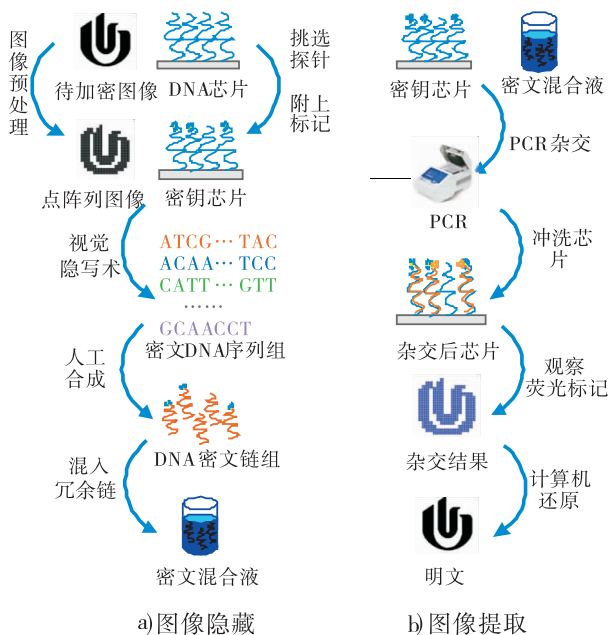 图像预处理
待加密图像
DNA芯片
挑选
探针
附上
标记
点阵列图像
密钥芯片
视觉
隐写术
ATCG… TAC
ACAA… TCC
CATT… GTT
……
GCAACCT
密文DNA序列组
人工
合成
DNA密文链组
混入
冗余链
密文混合液
a)图像隐藏
密钥芯片
密文混合液
PCR杂交
PCR
冲洗芯
片
杂交后芯片
观察
荧光标记
杂交结果
计算机
还原
明文
b)图像提取